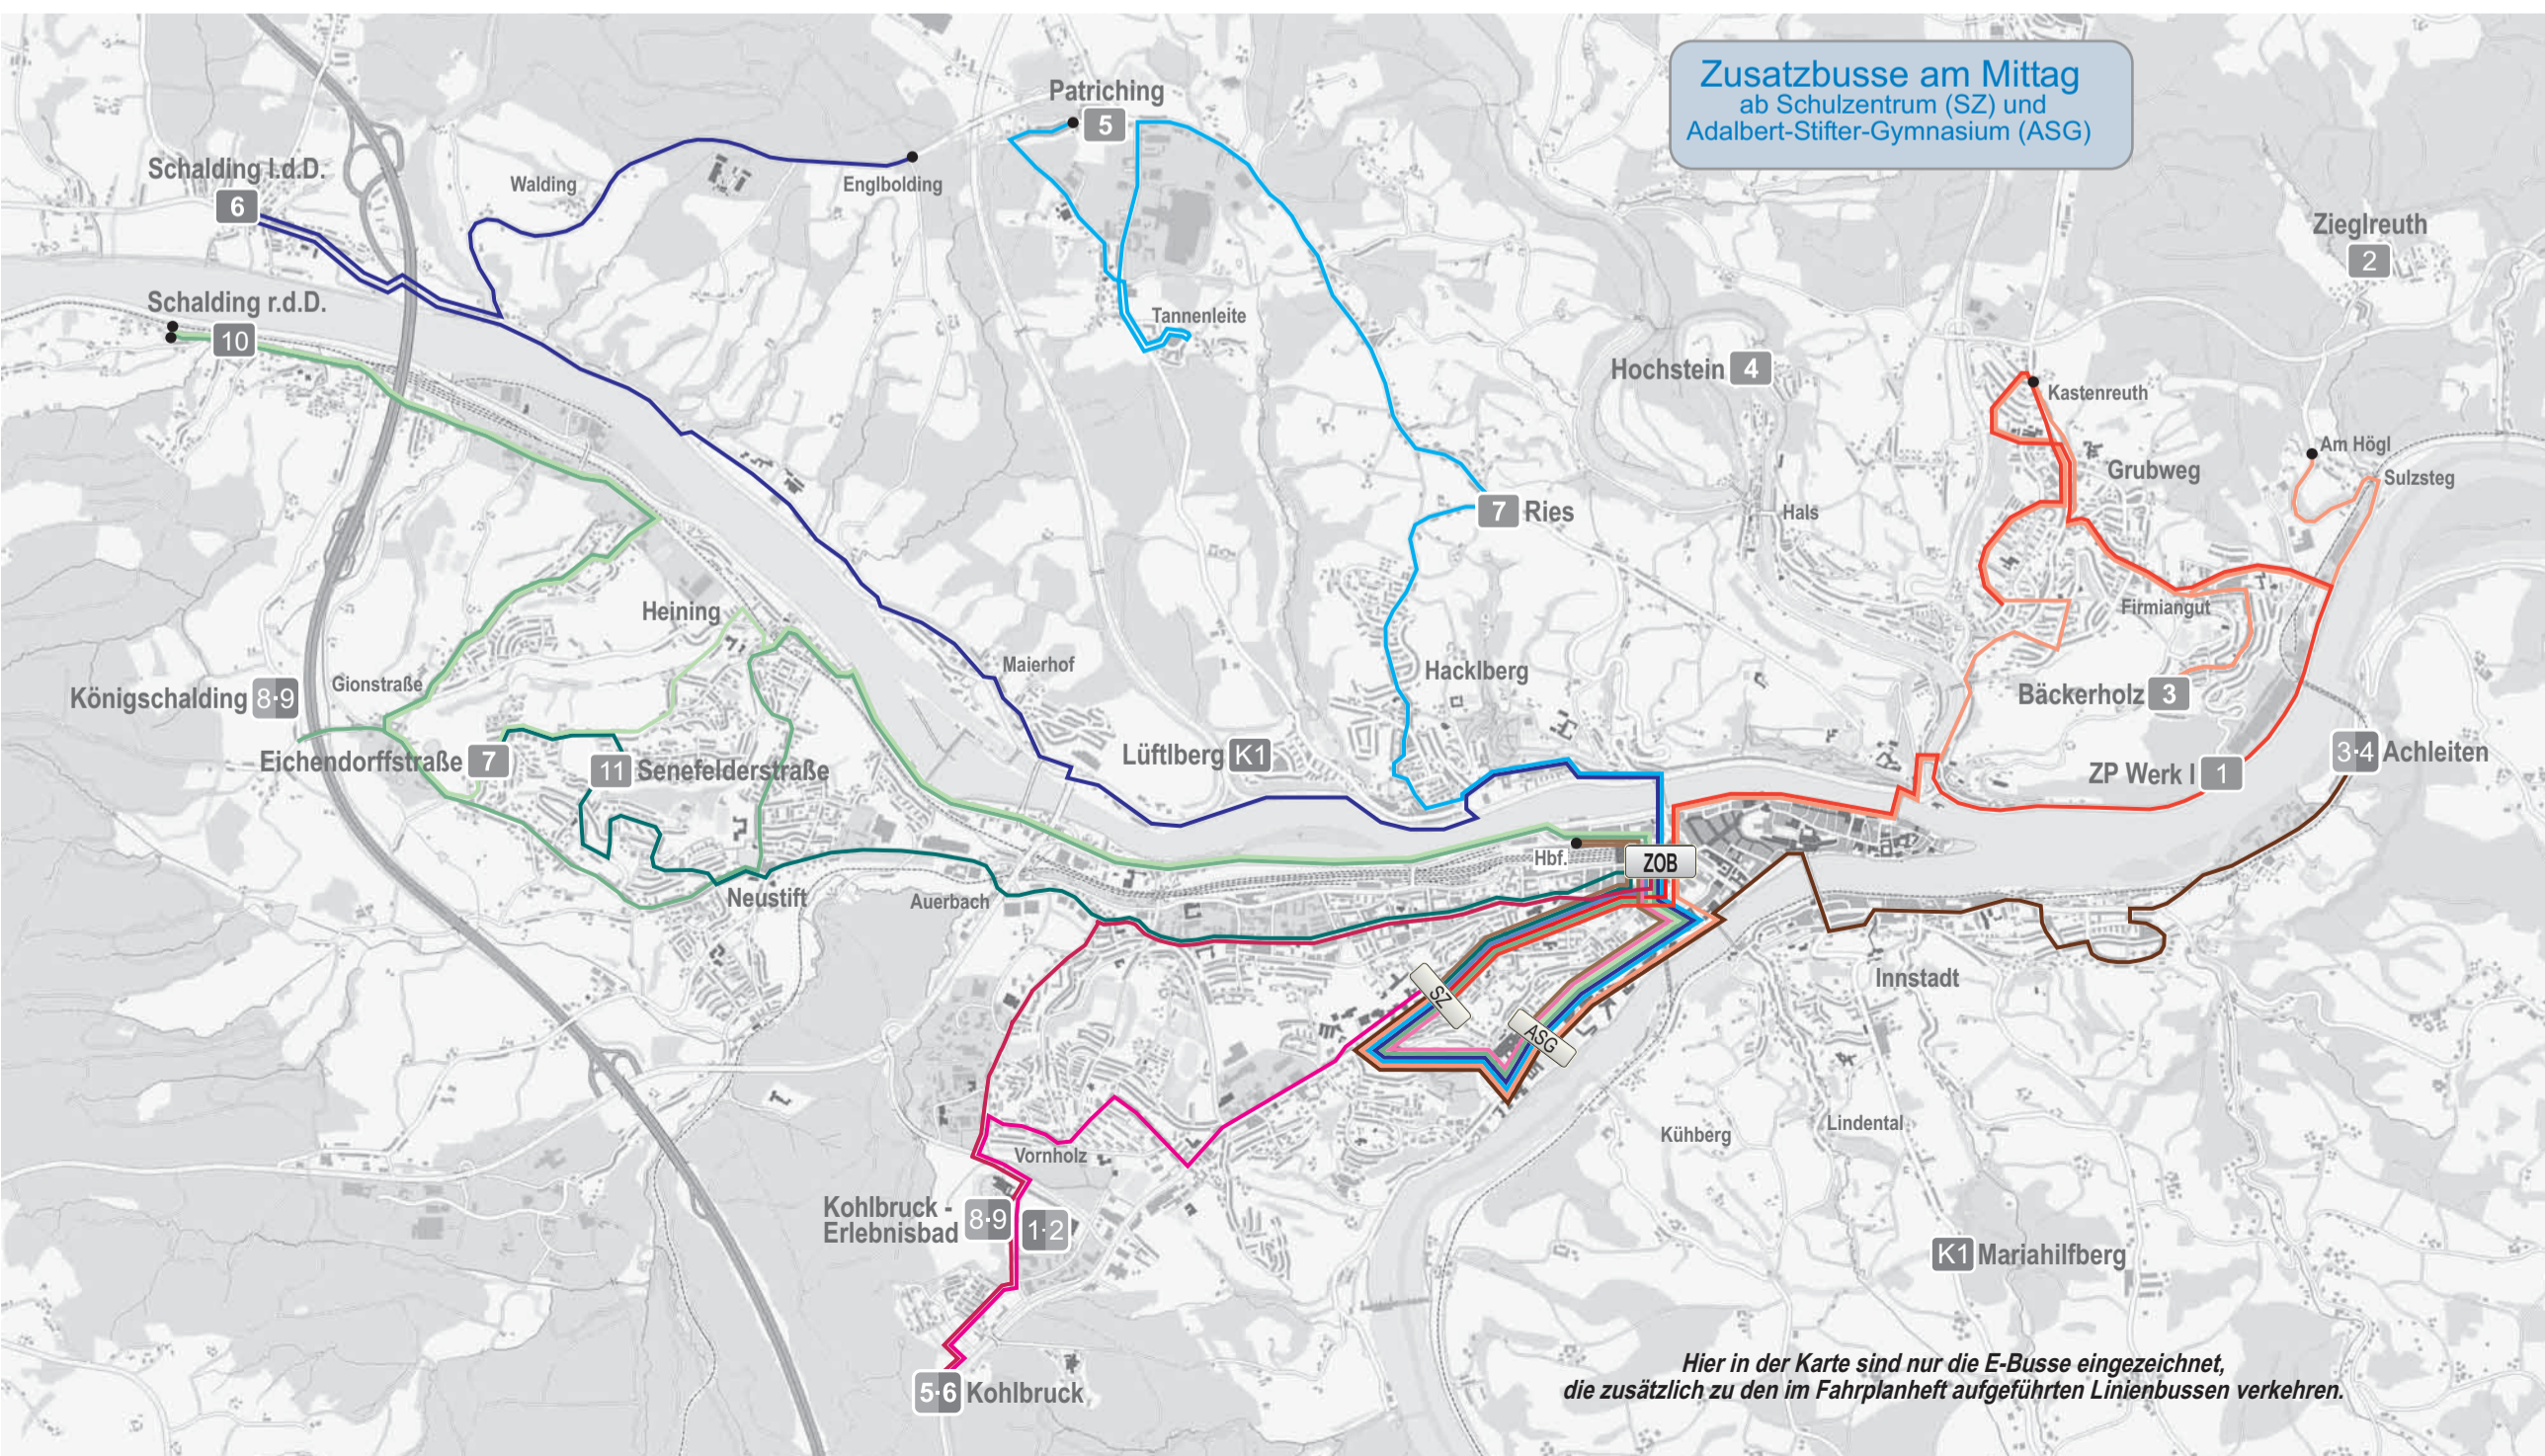 Zusatzbusse am Mittag
ab Schulzentrum (SZ) und
Adalbert-Stifter-Gymnasium (ASG)
Patriching
5
Schalding l.d.D.
6
Walding
Englbolding
Zieglreuth
2
Schalding r.d.D.
10
Tannenleite
Hochstein 4
Kastenreuth
Am Högl
Grubweg
Sulzsteg
7 Ries
Hals
Heining
Firmiangut
Maierhof
Hacklberg
Gionstraße
Königschalding 8·9
Bäckerholz 3
Eichendorffstraße 7
11 Senefelderstraße
Lüftlberg K1
3·4 Achleiten
ZP Werk I 1
Hbf.
ZOB
Neustift
Auerbach
Innstadt
SZ
ASG
Kühberg
Lindental
Vornholz
Kohlbruck -
Erlebnisbad
8·9
1·2
K1 Mariahilfberg
5·6 Kohlbruck
Hier in der Karte sind nur die E-Busse eingezeichnet,
die zusätzlich zu den im Fahrplanheft aufgeführten Linienbussen verkehren.